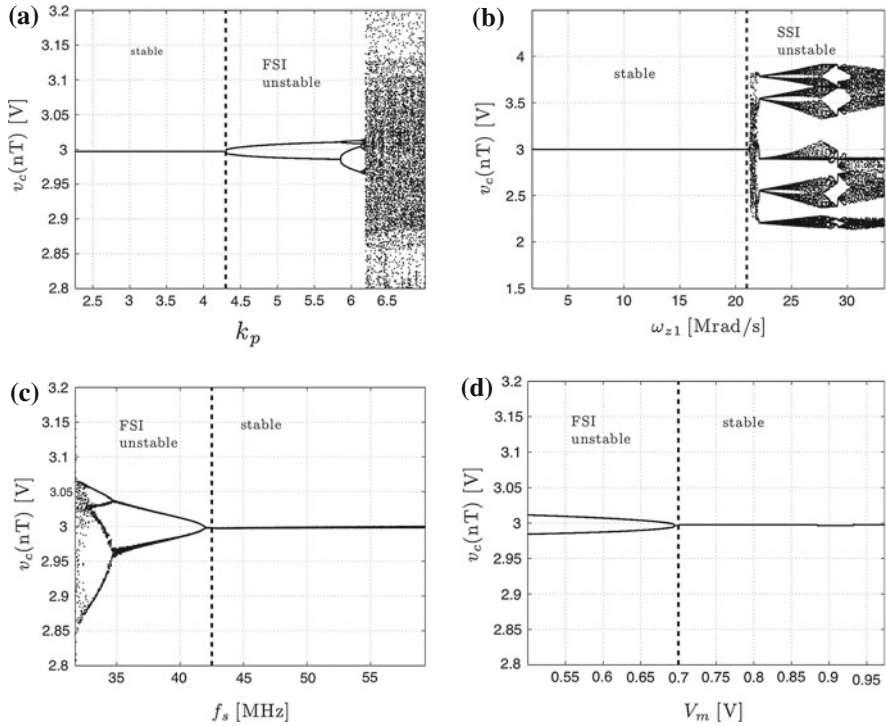 (a)
3.2
3.15
3.1
3.05
3
2.95
2.9
2.85
2.8
v_c(nT) [V]
stable
FSI
unstable
2.5 3 3.5 4 4.5 5 5.5 6 6.5
k_p
(b)
4
3.5
3
2.5
2
1.5
v_c(nT) [V]
stable
SSI
unstable
5 10 15 20 25 30
ω_{z1} [Mrad/s]
(c)
3.2
3.15
3.1
3.05
3
2.95
2.9
2.85
2.8
v_c(nT) [V]
FSI
unstable
stable
35 40 45 50 55
f_s [MHz]
(d)
3.2
3.15
3.1
3.05
3
2.95
2.9
2.85
2.8
v_c(nT) [V]
FSI
unstable
stable
0.55 0.6 0.65 0.7 0.75 0.8 0.85 0.9 0.95
V_m [V]